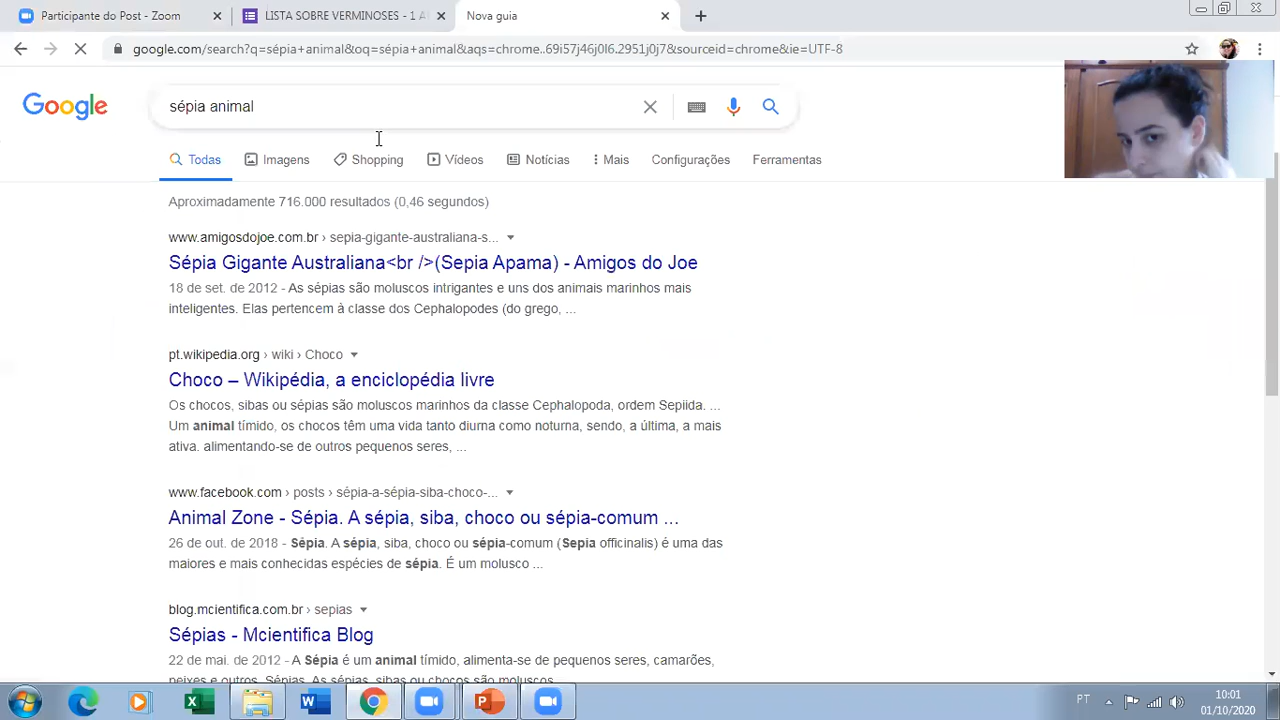 Participante do Post - Zoom
LISTA SOBRE VERMINOSES - 1 A
Nova guia
google.com/search?q=sépia+animal&oq=sépia+animal&aqs=chrome..69i57j46j0l6.2951j0j7&sourceid=chrome&ie=UTF-8
Google
sépia animal
Todas Imagens Shopping Vídeos Notícias Mais Configurações Ferramentas
Aproximadamente 716.000 resultados (0,46 segundos)
www.amigosdojoe.com.br › sepia-gigante-australiana-s...
Sépia Gigante Australiana<br />(Sepia Apama) - Amigos do Joe
18 de set. de 2012 - As sépias são moluscos intrigantes e uns dos animais marinhos mais
inteligentes. Elas pertencem à classe dos Cephalopodes (do grego, ...
pt.wikipedia.org › wiki › Choco
Choco – Wikipédia, a enciclopédia livre
Os chocos, sibas ou sépias são moluscos marinhos da classe Cephalopoda, ordem Sepiida. ...
Um animal tímido, os chocos têm uma vida tanto diurna como noturna, sendo, a última, a mais
ativa. alimentando-se de outros pequenos seres, ...
www.facebook.com › posts › sépia-a-sépia-siba-choco-...
Animal Zone - Sépia. A sépia, siba, choco ou sépia-comum ...
26 de out. de 2018 - Sépia. A sépia, siba, choco ou sépia-comum (Sepia officinalis) é uma das
maiores e mais conhecidas espécies de sépia. É um molusco ...
blog.mcientifica.com.br › sepias
Sépias - Mcientifica Blog
22 de mai. de 2012 - A Sépia é um animal tímido, alimenta-se de pequenos seres, camarões,
peixes e outros. Sépias. As sépias, sibas ou chocos são moluscos
PT
10:01
01/10/2020